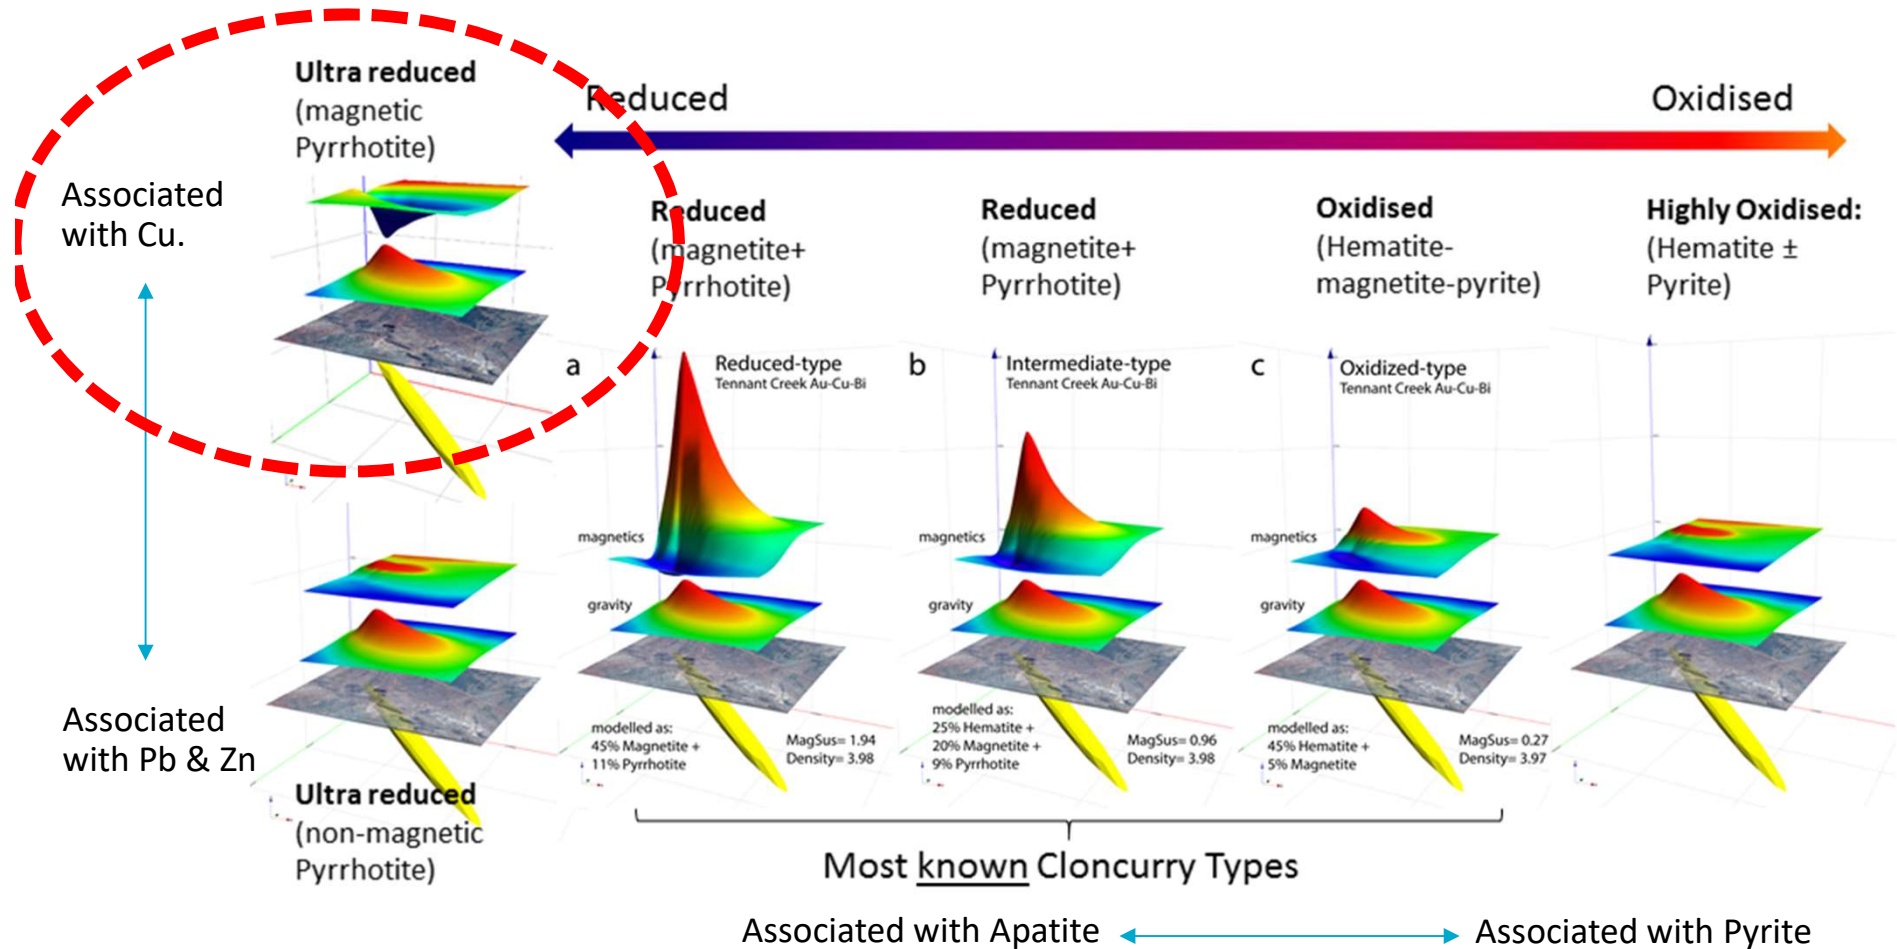 Ultra reduced
(magnetic
Pyrrhotite)
Reduced
Oxidised
Associated
with Cu.
Reduced
(magnetite+
Pyrrhotite)
Reduced
(magnetite+
Pyrrhotite)
Oxidised
(Hematite-
magnetite-pyrite)
Highly Oxidised:
(Hematite ±
Pyrite)
a
Reduced-type
Tennant Creek Au-Cu-Bi
b
Intermediate-type
Tennant Creek Au-Cu-Bi
c
Oxidized-type
Tennant Creek Au-Cu-Bi
magnetics
magnetics
magnetics
gravity
gravity
gravity
Associated
with Pb & Zn
modelled as:
45% Magnetite +
11% Pyrrhotite
MagSus= 1.94
Density= 3.98
modelled as:
25% Hematite +
20% Magnetite +
9% Pyrrhotite
MagSus= 0.96
Density= 3.98
modelled as:
45% Hematite +
5% Magnetite
MagSus= 0.27
Density= 3.97
Ultra reduced
(non-magnetic
Pyrrhotite)
Most known Cloncurry Types
Associated with Apatite
Associated with Pyrite